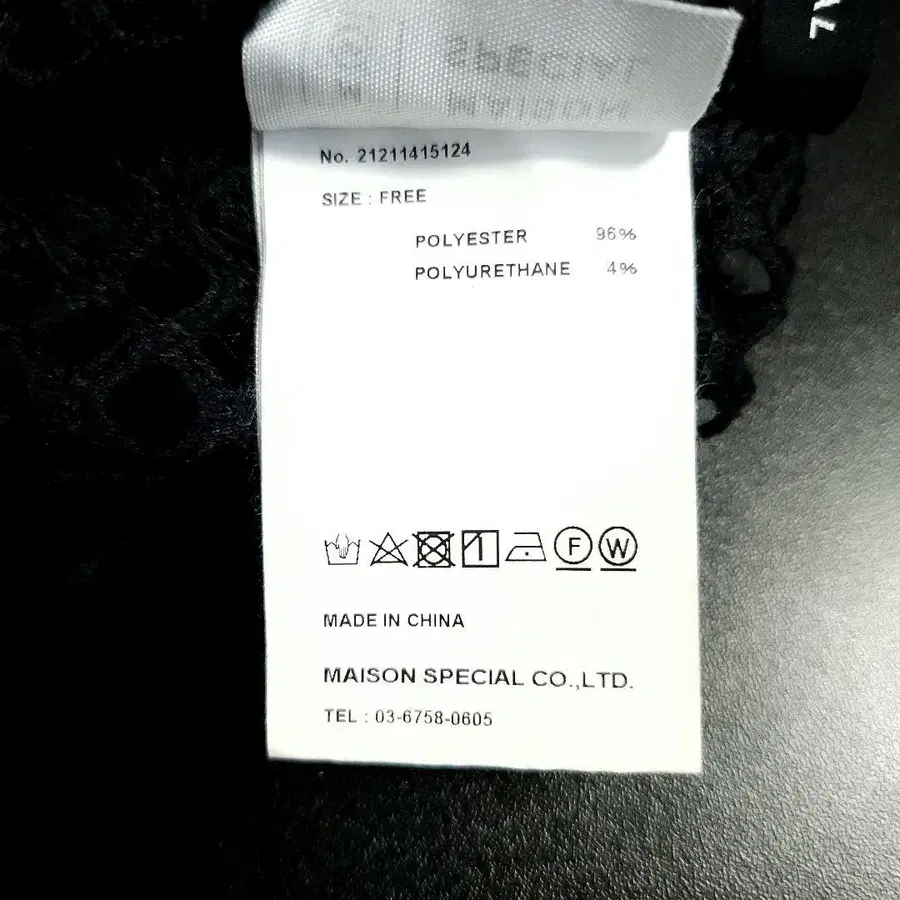 No. 21211415124
SIZE : FREE
POLYESTER 96%
POLYURETHANE 4%
F W
MADE IN CHINA
MAISON SPECIAL CO.,LTD.
TEL : 03-6758-0605